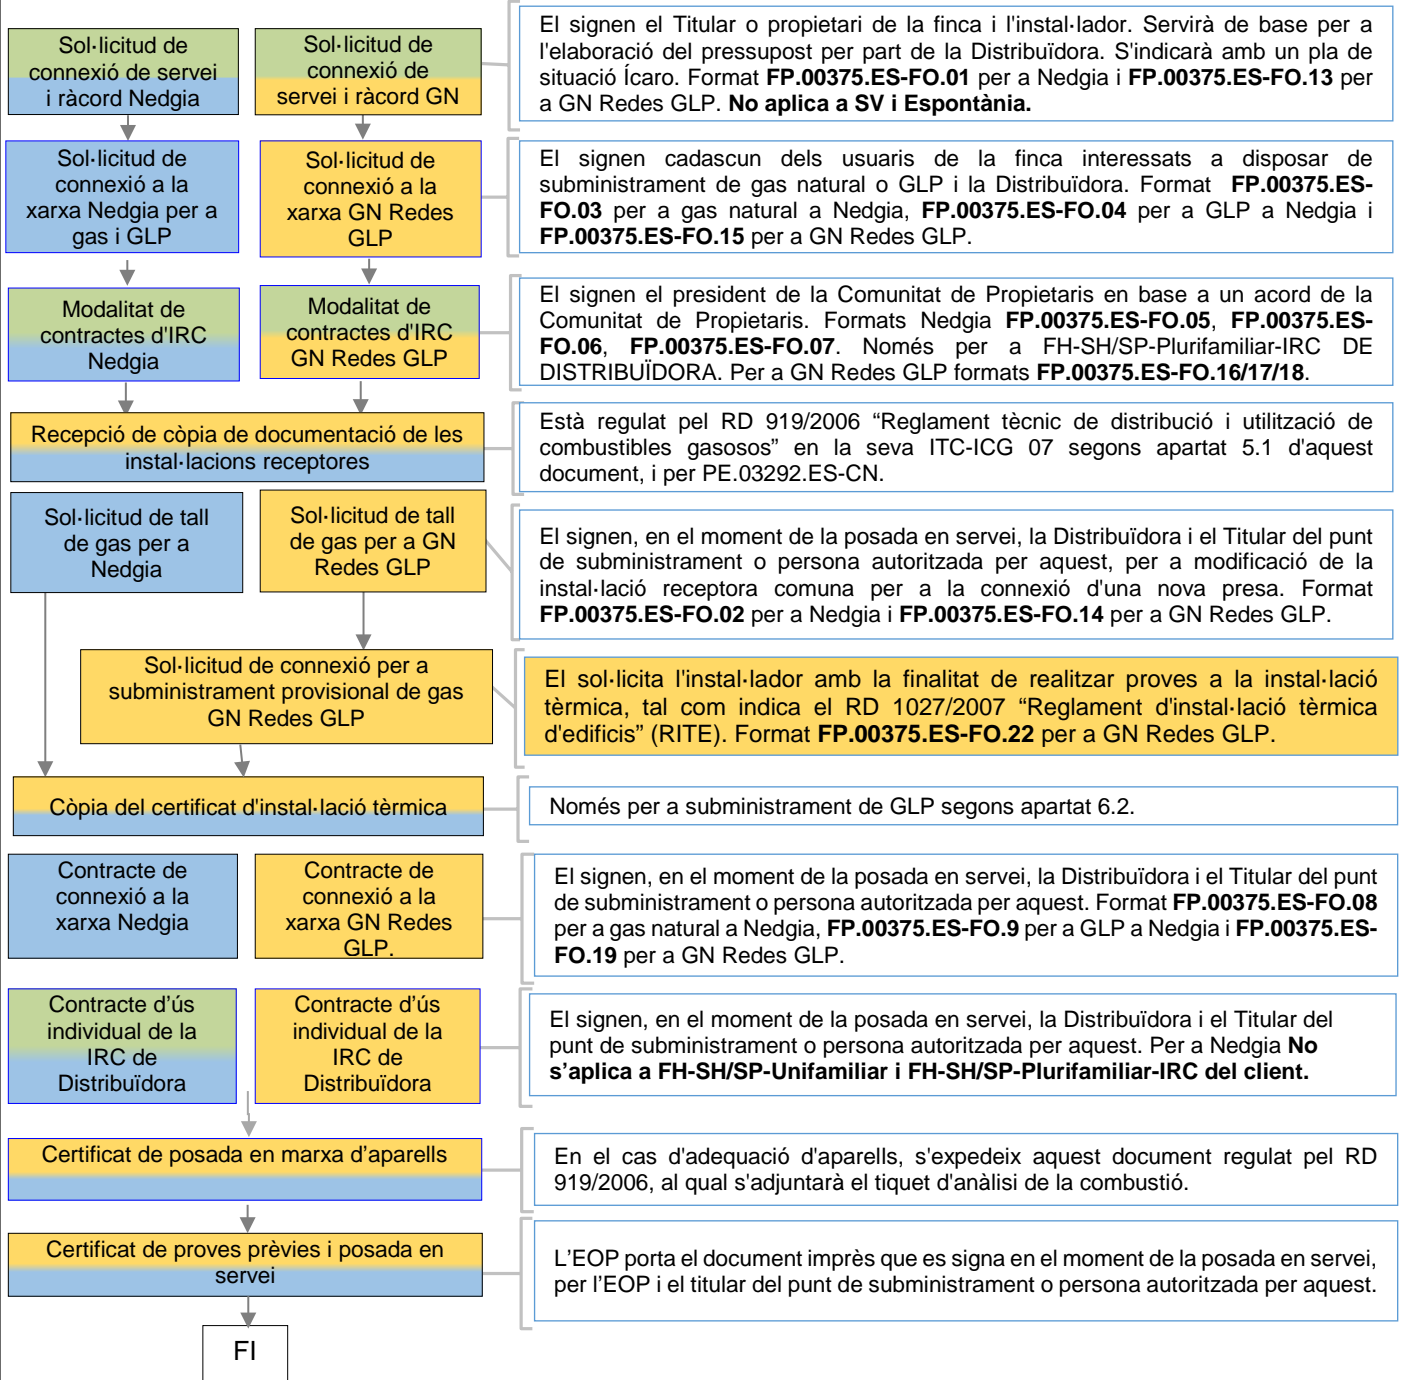 Sol·licitud de
connexió de servei
i ràcord Nedgia
Sol·licitud de
connexió de
servei i ràcord GN
El signen el Titular o propietari de la finca i l'instal·lador. Servirà de base per a
l'elaboració del pressupost per part de la Distribuïdora. S'indicarà amb un pla de
situació Ícaro. Format FP.00375.ES-FO.01 per a Nedgia i FP.00375.ES-FO.13 per
a GN Redes GLP. No aplica a SV i Espontània.
Sol·licitud de
connexió a la
xarxa Nedgia per a
gas i GLP
Sol·licitud de
connexió a la
xarxa GN Redes
GLP
El signen cadascun dels usuaris de la finca interessats a disposar de
subministrament de gas natural o GLP i la Distribuïdora. Format FP.00375.ES-
FO.03 per a gas natural a Nedgia, FP.00375.ES-FO.04 per a GLP a Nedgia i
FP.00375.ES-FO.15 per a GN Redes GLP.
Modalitat de
contractes d'IRC
Nedgia
Modalitat de
contractes d'IRC
GN Redes GLP
El signen el president de la Comunitat de Propietaris en base a un acord de la
Comunitat de Propietaris. Formats Nedgia FP.00375.ES-FO.05, FP.00375.ES-
FO.06, FP.00375.ES-FO.07. Només per a FH-SH/SP-Plurifamiliar-IRC DE
DISTRIBUÏDORA. Per a GN Redes GLP formats FP.00375.ES-FO.16/17/18.
Recepció de còpia de documentació de les
instal·lacions receptores
Està regulat pel RD 919/2006 “Reglament tècnic de distribució i utilització de
combustibles gasosos” en la seva ITC-ICG 07 segons apartat 5.1 d'aquest
document, i per PE.03292.ES-CN.
Sol·licitud de tall
de gas per a
Nedgia
Sol·licitud de tall
de gas per a GN
Redes GLP
El signen, en el moment de la posada en servei, la Distribuïdora i el Titular del punt
de subministrament o persona autoritzada per aquest, per a modificació de la
instal·lació receptora comuna per a la connexió d'una nova presa. Format
FP.00375.ES-FO.02 per a Nedgia i FP.00375.ES-FO.14 per a GN Redes GLP.
Sol·licitud de connexió per a
subministrament provisional de gas
GN Redes GLP
El sol·licita l'instal·lador amb la finalitat de realitzar proves a la instal·lació
tèrmica, tal com indica el RD 1027/2007 “Reglament d'instal·lació tèrmica
d'edificis” (RITE). Format FP.00375.ES-FO.22 per a GN Redes GLP.
Còpia del certificat d'instal·lació tèrmica
Només per a subministrament de GLP segons apartat 6.2.
Contracte de
connexió a la
xarxa Nedgia
Contracte de
connexió a la
xarxa GN Redes
GLP.
El signen, en el moment de la posada en servei, la Distribuïdora i el Titular del punt
de subministrament o persona autoritzada per aquest. Format FP.00375.ES-FO.08
per a gas natural a Nedgia, FP.00375.ES-FO.9 per a GLP a Nedgia i FP.00375.ES-
FO.19 per a GN Redes GLP.
Contracte d’ús
individual de la
IRC de
Distribuïdora
Contracte d’ús
individual de la
IRC de
Distribuïdora
El signen, en el moment de la posada en servei, la Distribuïdora i el Titular del
punt de subministrament o persona autoritzada per aquest. Per a Nedgia No
s’aplica a FH-SH/SP-Unifamiliar i FH-SH/SP-Plurifamiliar-IRC del client.
Certificat de posada en marxa d’aparells
En el cas d'adequació d'aparells, s'expedeix aquest document regulat pel RD
919/2006, al qual s'adjuntarà el tiquet d'anàlisi de la combustió.
Certificat de proves prèvies i posada en
servei
L’EOP porta el document imprès que es signa en el moment de la posada en servei,
per l’EOP i el titular del punt de subministrament o persona autoritzada per aquest.
FI